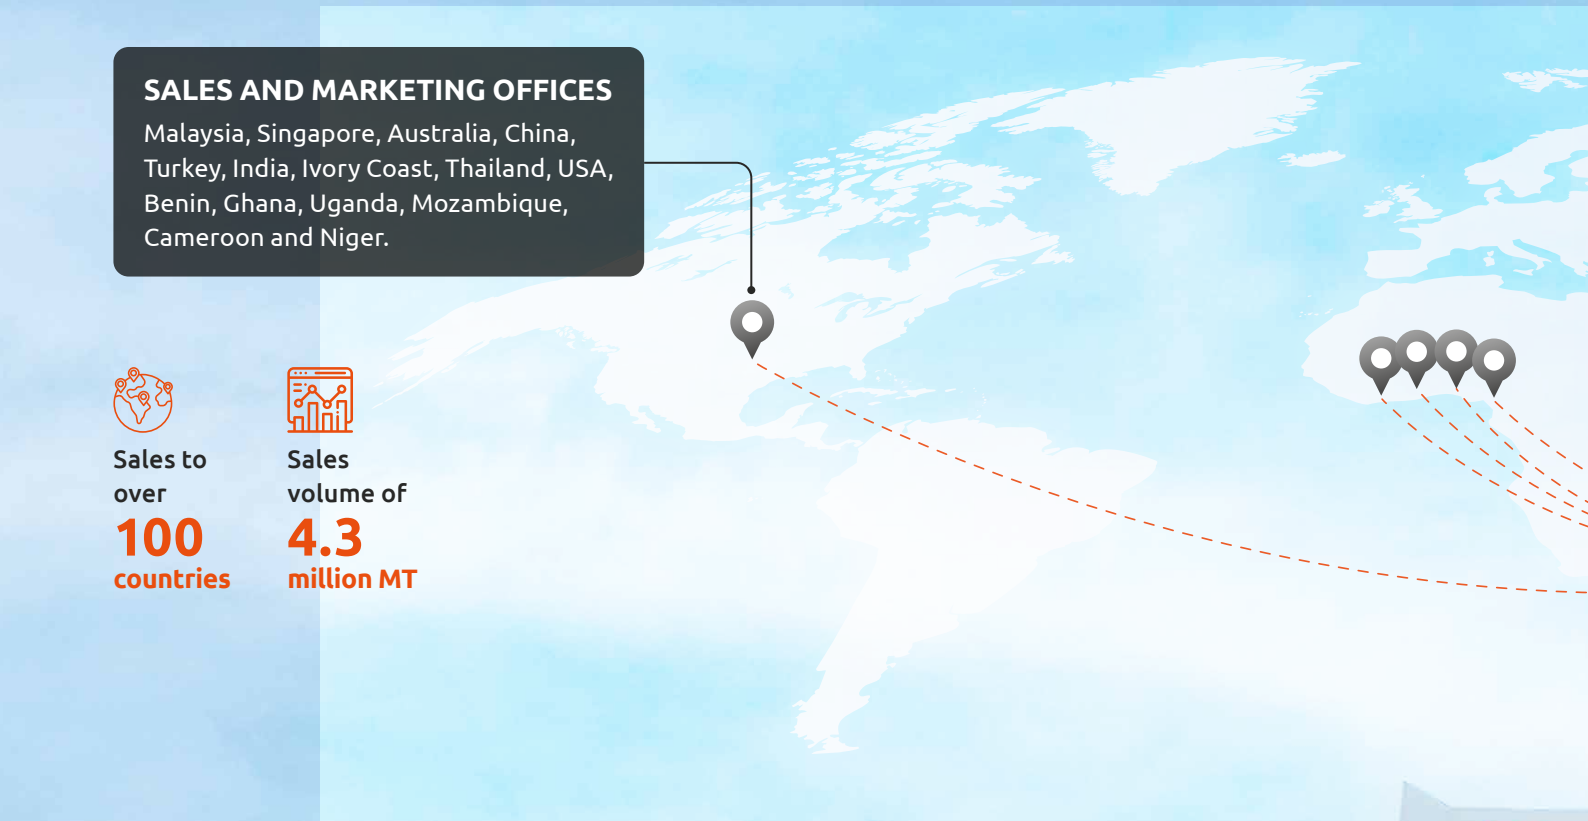 SALES AND MARKETING OFFICES
Malaysia, Singapore, Australia, China,
Turkey, India, Ivory Coast, Thailand, USA,
Benin, Ghana, Uganda, Mozambique,
Cameroon and Niger.
Sales to
over
100
countries
Sales
volume of
4.3
million MT